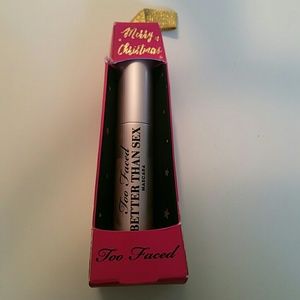 Merry
Christmas
Too Faced
BETTER THAN SEX
MASCARA
Too Faced